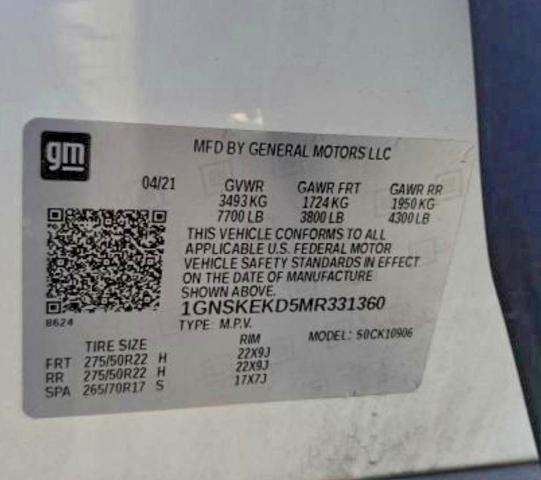 gm
MFD BY GENERAL MOTORS LLC
04/21 GVWR GAWR FRT GAWR RR
3493 KG 1724 KG 1950 KG
7700 LB 3800 LB 4300 LB
THIS VEHICLE CONFORMS TO ALL
APPLICABLE U.S. FEDERAL MOTOR
VEHICLE SAFETY STANDARDS IN EFFECT
ON THE DATE OF MANUFACTURE
SHOWN ABOVE.
1GNSKEKD5MR331360
8624
TYPE: M.P.V. MODEL: 50CK10906
TIRE SIZE RIM
FRT 275/50R22 H 22X9J
RR 275/50R22 H 22X9J
SPA 265/70R17 S 17X7J